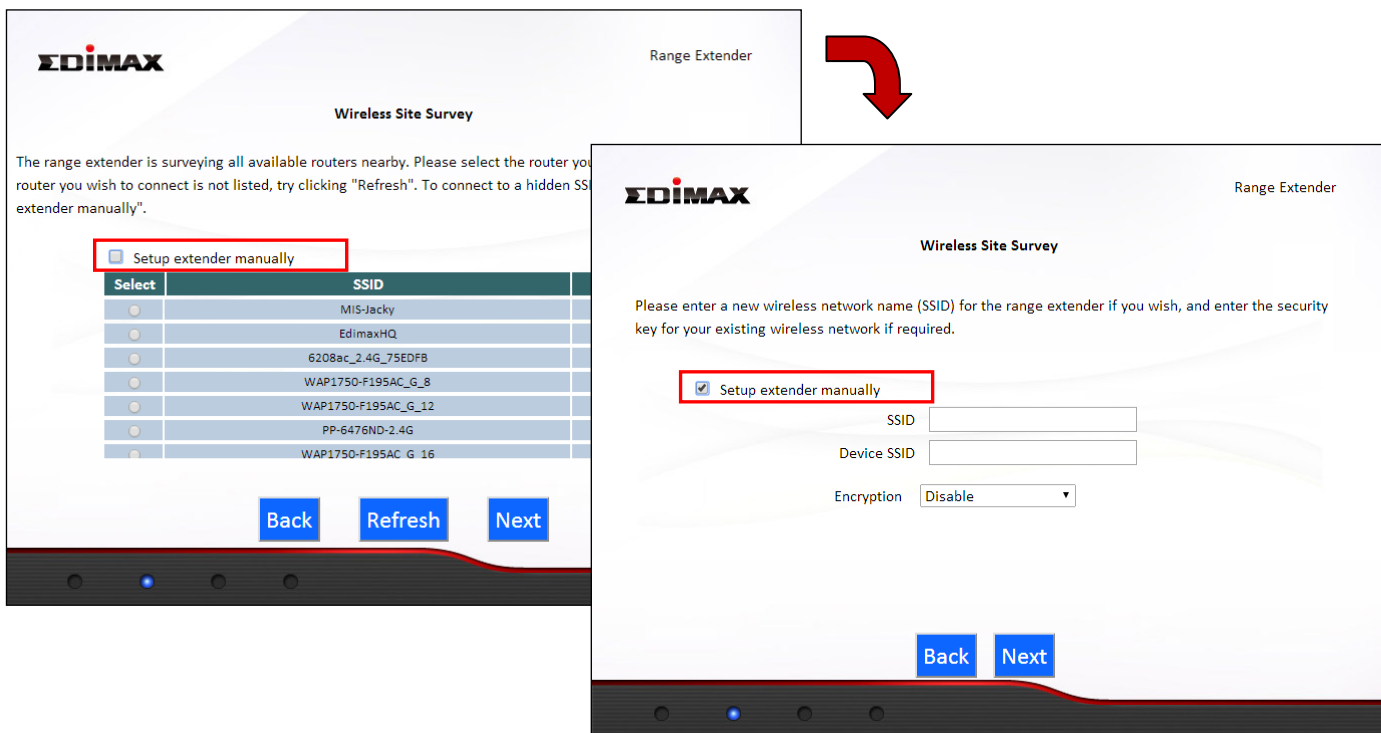 EDIMAX
Range Extender
Wireless Site Survey
The range extender is surveying all available routers nearby. Please select the router you
router you wish to connect is not listed, try clicking "Refresh". To connect to a hidden SSI
extender manually".
Setup extender manually
Select SSID
MIS-Jacky
EdimaxHQ
6208ac_2.4G_75EDFB
WAP1750-F195AC_G_8
WAP1750-F195AC_G_12
PP-6476ND-2.4G
WAP1750-F195AC_G_16
Back Refresh Next
EDIMAX
Range Extender
Wireless Site Survey
Please enter a new wireless network name (SSID) for the range extender if you wish, and enter the security
key for your existing wireless network if required.
Setup extender manually
SSID
Device SSID
Encryption Disable
Back Next